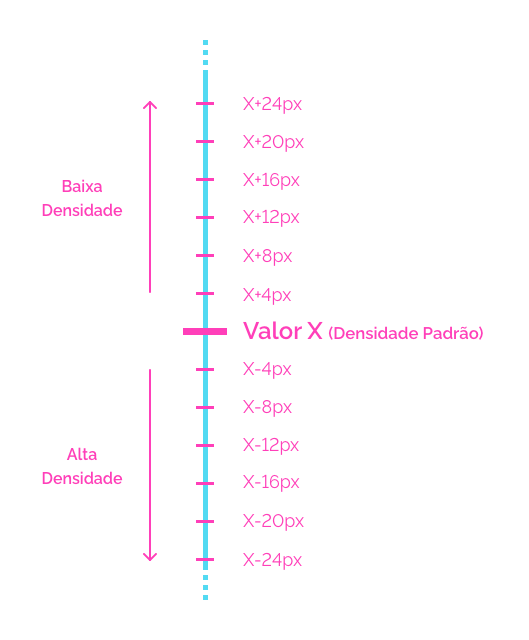 X+24px
X+20px
X+16px
Baixa
Densidade
X+12px
X+8px
X+4px
Valor X (Densidade Padrão)
X-4px
X-8px
X-12px
Alta
Densidade
X-16px
X-20px
X-24px